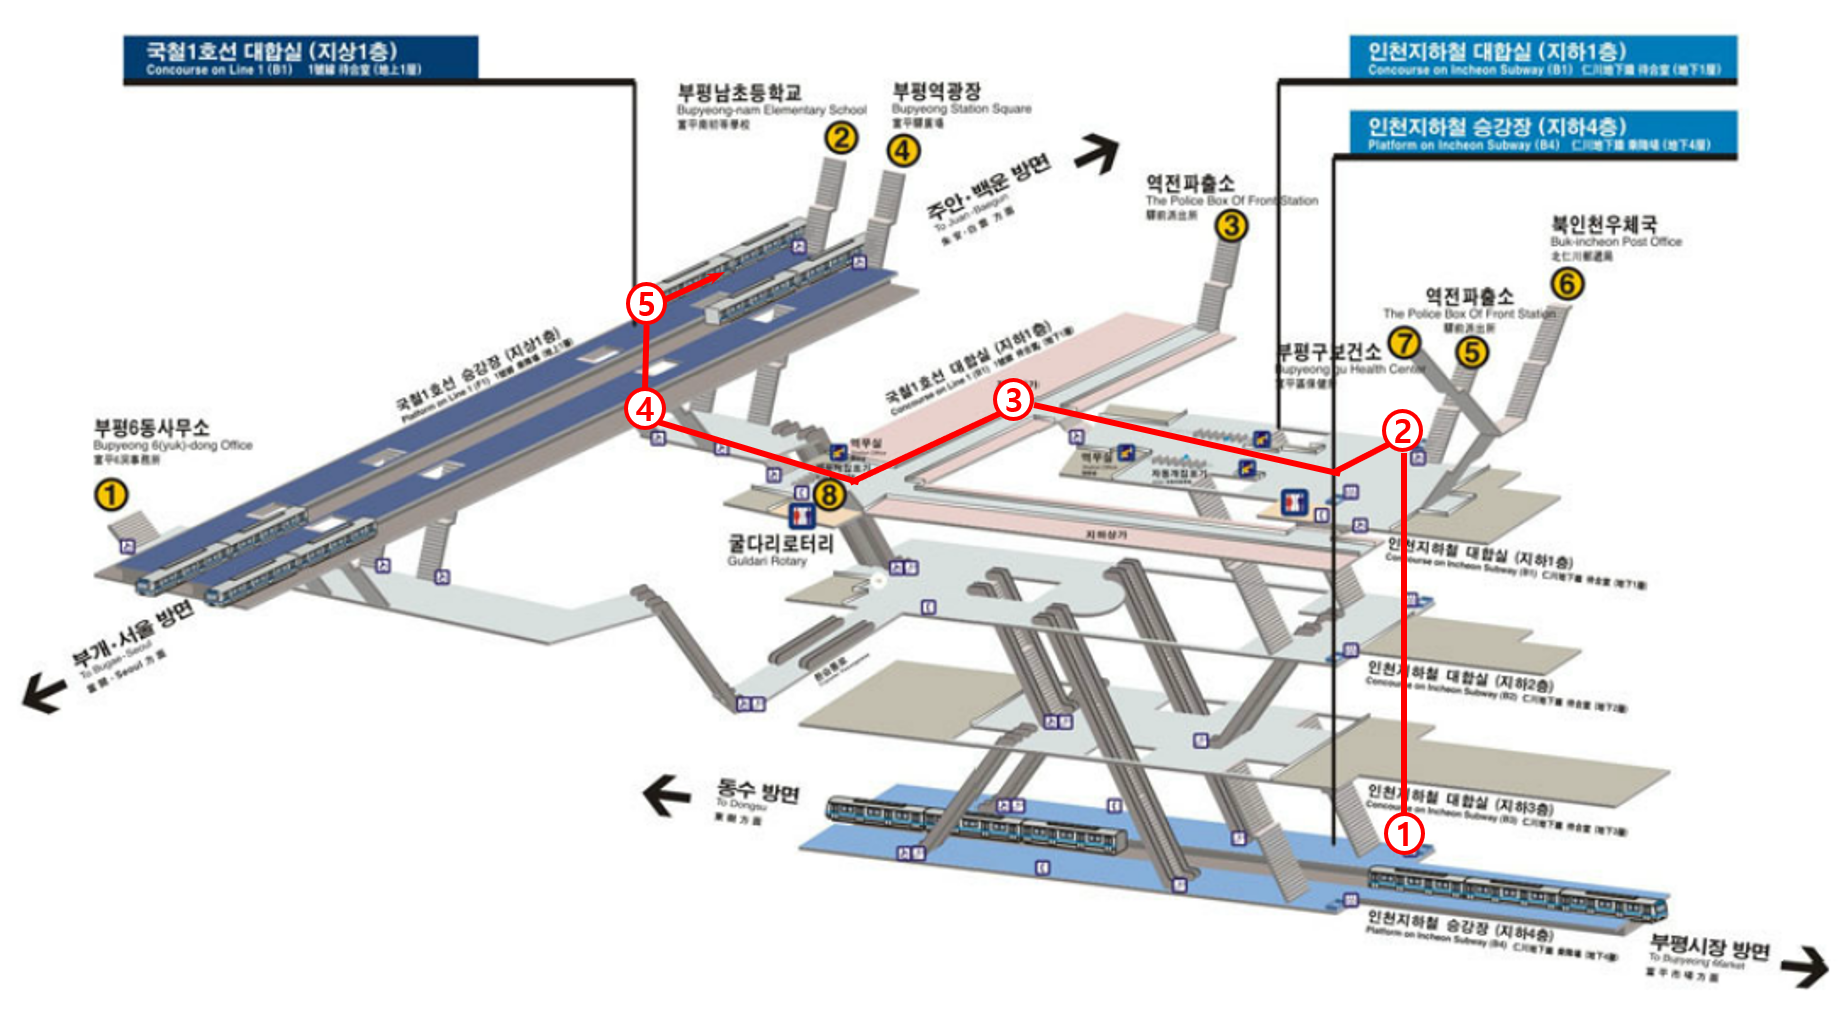 국철1호선 대합실 (지상1층)
Concourse on Line 1 (B1) 1號線 待合室 (地上1層)
인천지하철 대합실 (지하1층)
Concourse on Incheon Subway (B1) 仁川地下鐵 待合室 (地下1層)
인천지하철 승강장 (지하4층)
Platform on Incheon Subway (B4) 仁川地下鐵 乘降場 (地下4層)
부평남초등학교
Bupyeong-nam Elementary School
富平南初等學校
2
부평역광장
Bupyeong Station Square
富平驛廣場
4
주안·백운 방면
To Juan·Baegun
朱安·白雲 方面
역전파출소
The Police Box Of Front Station
驛前派出所
3
북인천우체국
Buk-incheon Post Office
北仁川郵遞局
6
역전파출소
The Police Box Of Front Station
驛前派出所
7
5
부평구보건소
Bupyeong-gu Health Center
富平區保健所
5
국철1호선 승강장 (지상1층)
Platform on Line 1 (F1) 1號線 乘降場 (地上1層)
국철1호선 대합실 (지하1층)
Concourse on Line 1 (B1) 1號線 待合室 (地下1層)
3
2
4
부평6동사무소
Bupyeong 6(yuk)-dong Office
富平6洞事務所
1
역무실
자동개집표기
8
역무실
자동개집표기
굴다리로터리
Guldari Rotary
지하상가
인천지하철 대합실 (지하1층)
Concourse on Incheon Subway (B1) 仁川地下鐵 待合室 (地下1層)
부개·서울 방면
To Bugae·Seoul
富開·Seoul 方面
환승통로
인천지하철 대합실 (지하2층)
Concourse on Incheon Subway (B2) 仁川地下鐵 待合室 (地下2層)
동수 방면
To Dongsu
東樹方面
인천지하철 대합실 (지하3층)
Concourse on Incheon Subway (B3) 仁川地下鐵 待合室 (地下3層)
1
인천지하철 승강장 (지하4층)
Platform on Incheon Subway (B4) 仁川地下鐵 乘降場 (地下4層)
부평시장 방면
To Bupyeong Market
富平市場方面